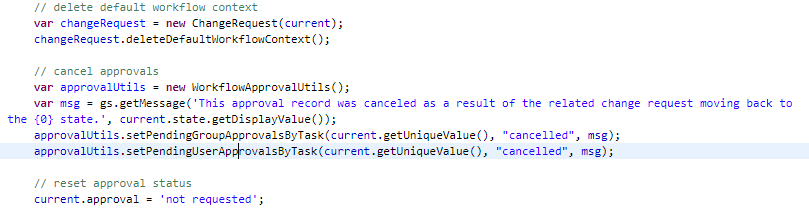 // delete default workflow context
var changeRequest = new ChangeRequest(current);
changeRequest.deleteDefaultWorkflowContext();
// cancel approvals
var approvalUtils = new WorkflowApprovalUtils();
var msg = gs.getMessage('This approval record was canceled as a result of the related change request moving back to
the {0} state.', current.state.getDisplayValue());
approvalUtils.setPendingGroupApprovalsByTask(current.getUniqueValue(), "cancelled", msg);
approvalUtils.setPendingUserApprovalsByTask(current.getUniqueValue(), "cancelled", msg);
// reset approval status
current.approval = 'not requested';